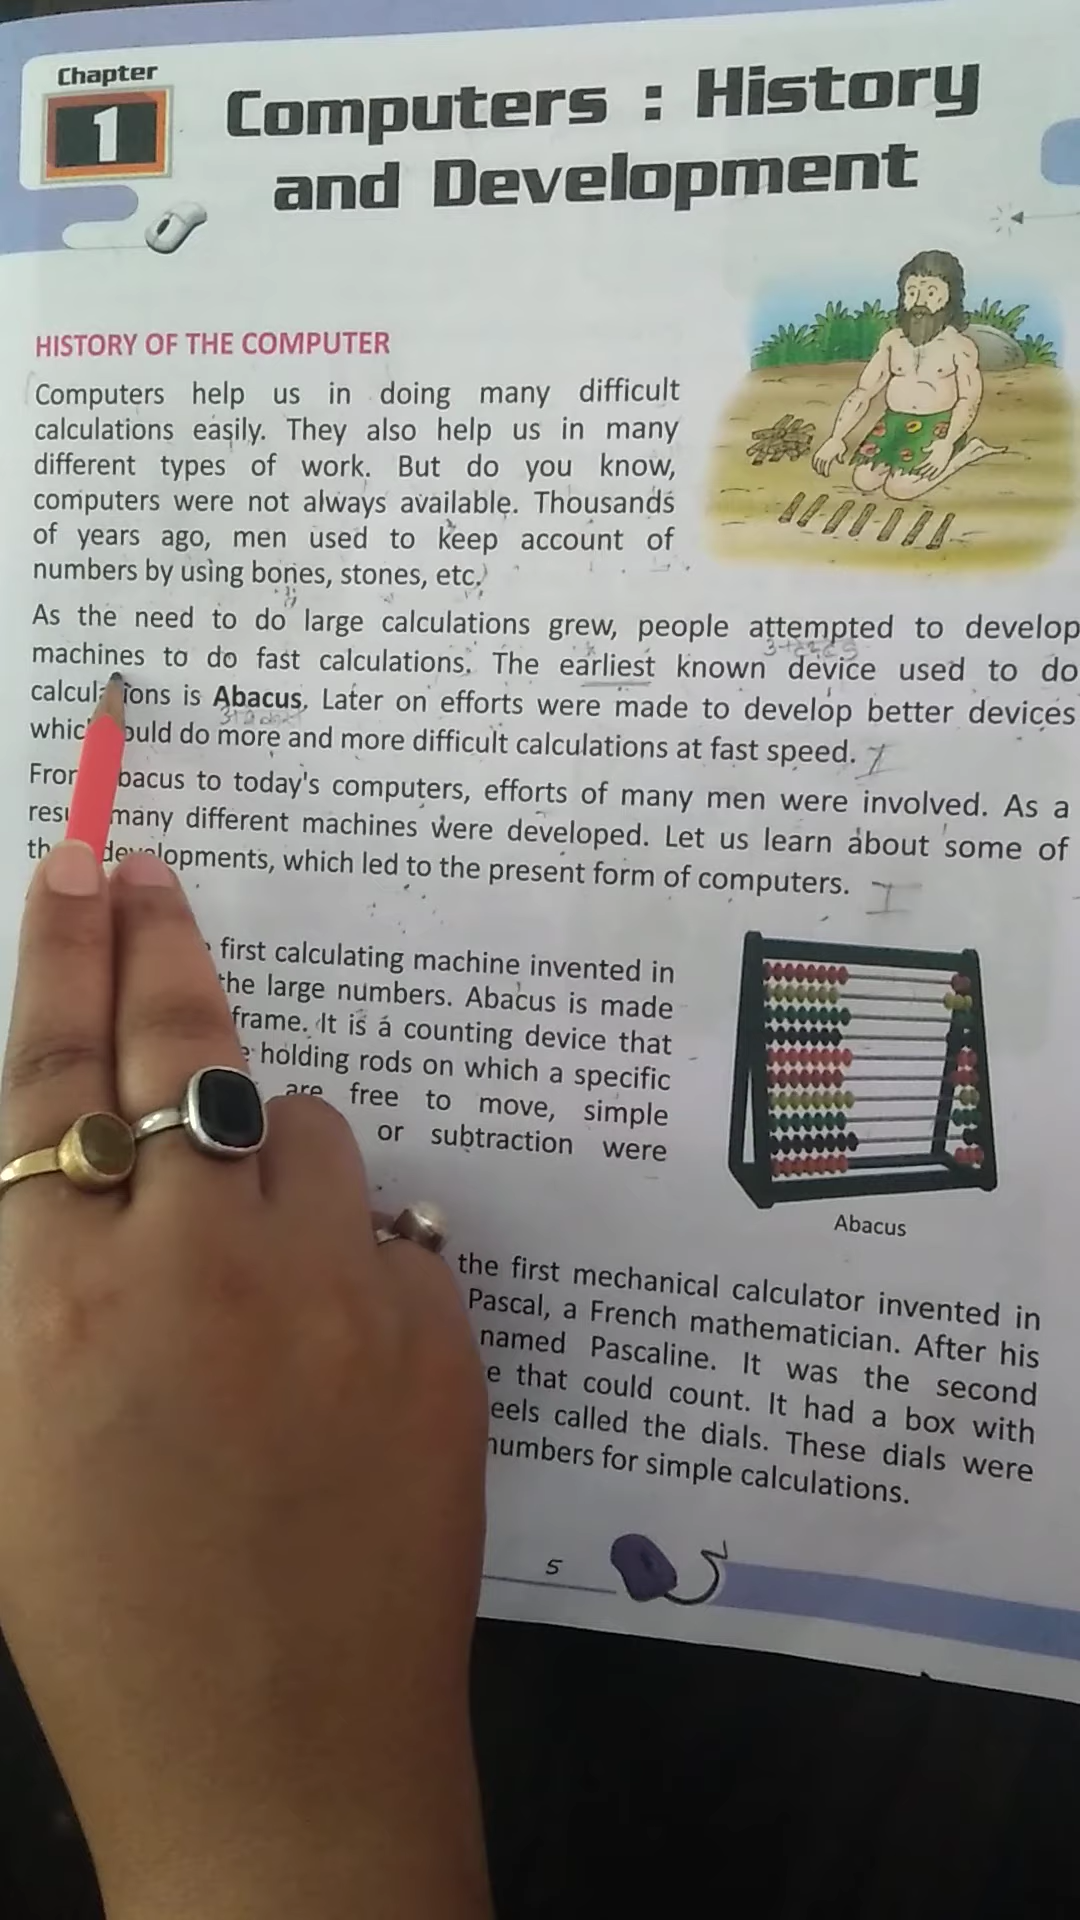 Chapter
1
Computers : History
and Development
HISTORY OF THE COMPUTER
Computers help us in doing many difficult
calculations easily. They also help us in many
different types of work. But do you know,
computers were not always available. Thousands
of years ago, men used to keep account of
numbers by using bones, stones, etc.
As the need to do large calculations grew, people attempted to develop
machines to do fast calculations. The earliest known device used to do
is Abacus. Later on efforts were made to develop better devices
do more and more difficult calculations at fast speed.
to today's computers, efforts of many men were involved. As a
many different machines were developed. Let us learn about some of
which led to the present form of computers.
first calculating machine invented in
the large numbers. Abacus is made
frame. It is a counting device that
holding rods on which a specific
are free to move, simple
or subtraction were
Abacus
the first mechanical calculator invented in
Pascal, a French mathematician. After his
named Pascaline. It was the second
that could count. It had a box with
called the dials. These dials were
numbers for simple calculations.
5